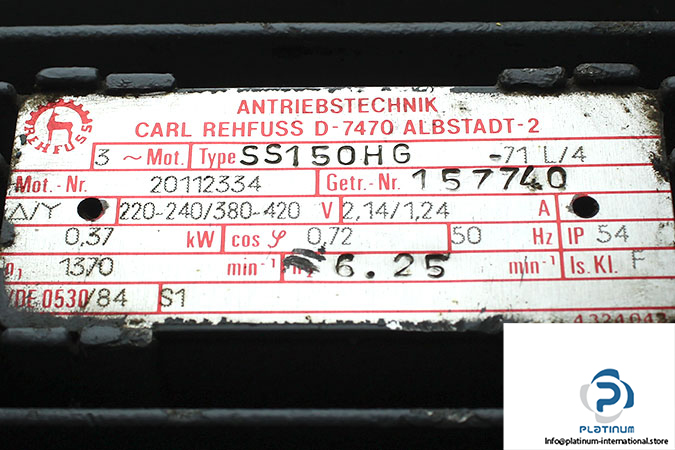 ANTRIEBSTECHNIK
CARL REHFUSS D-7470 ALBSTADT-2
REHFUSS
3 ~ Mot. Type SS150HG -71 L/4
Mot.-Nr. 20112334 Getr.-Nr. 157740
Δ/Y 220-240/380-420 V 2,14/1,24 A
0,37 kW cos φ 0,72 50 Hz IP 54
n₁ 1370 min⁻¹ n₂ 6.25 min⁻¹ Is. Kl. F
VDE 0530/84 S1
PLATINUM
Info@platinum-international.store